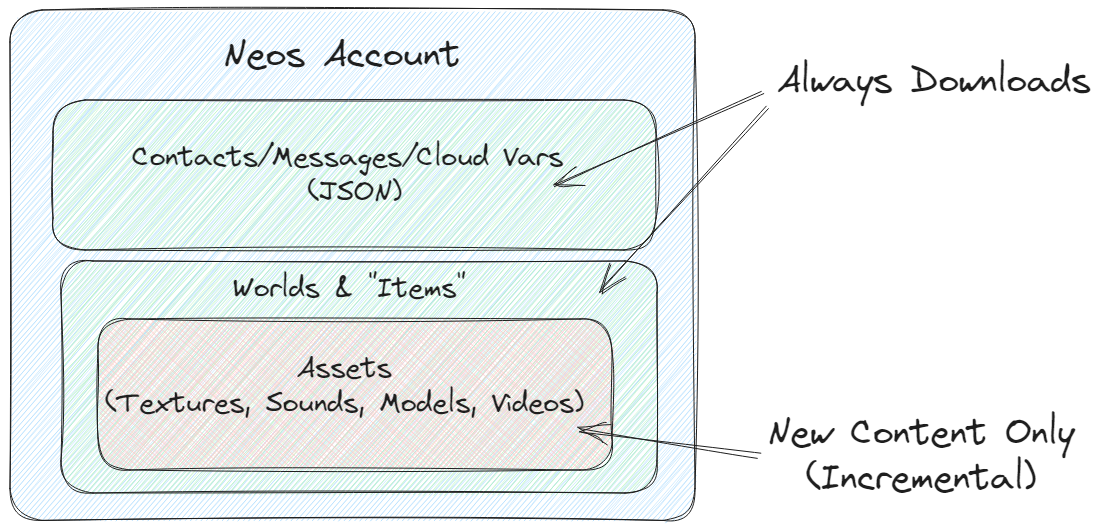 Neos Account
Always Downloads
Contacts/Messages/Cloud Vars
(JSON)
Worlds & "Items"
Assets
(Textures, Sounds, Models, Videos)
New Content Only
(Incremental)